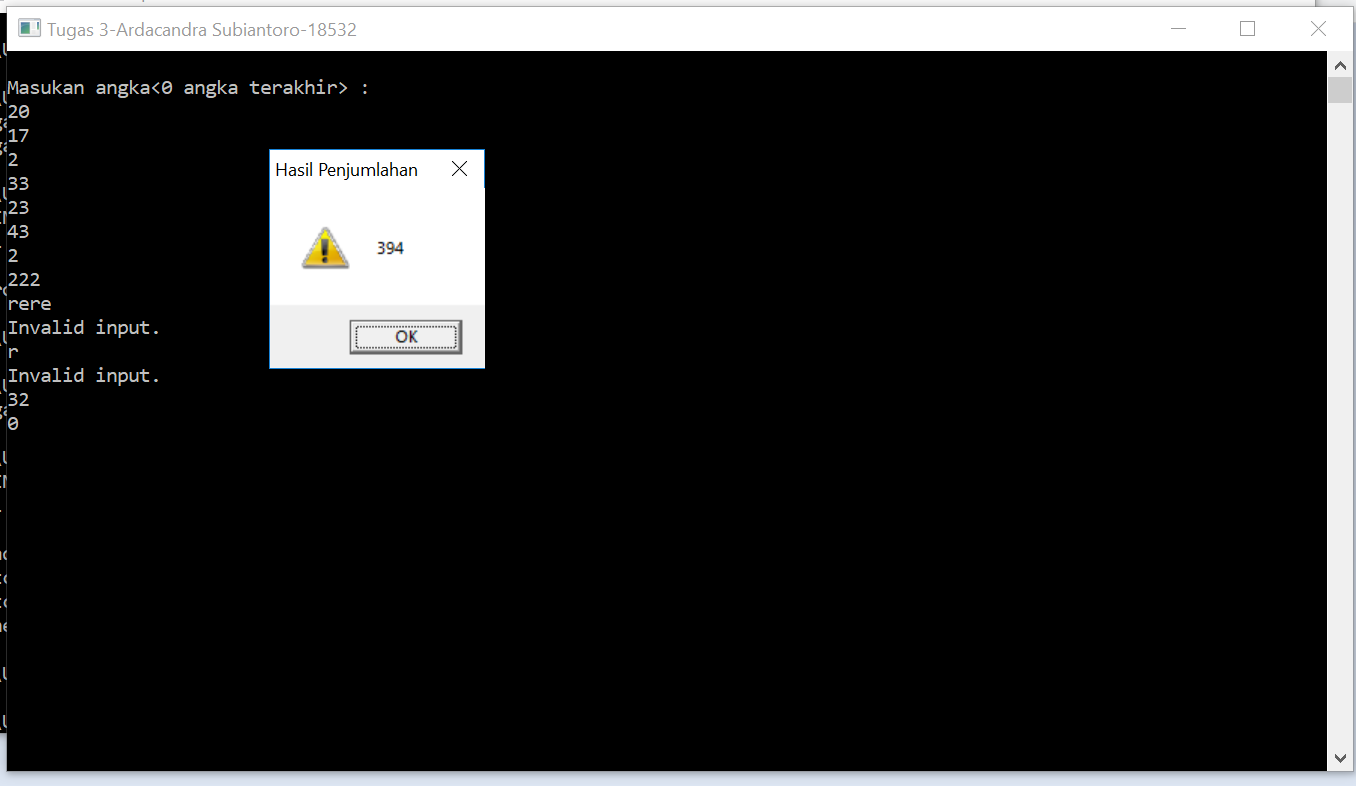 Tugas 3-Ardacandra Subiantoro-18532
Masukan angka<0 angka terakhir> :
20
17
2
33
23
43
2
222
rere
Invalid input.
r
Invalid input.
32
0
Hasil Penjumlahan
394
OK